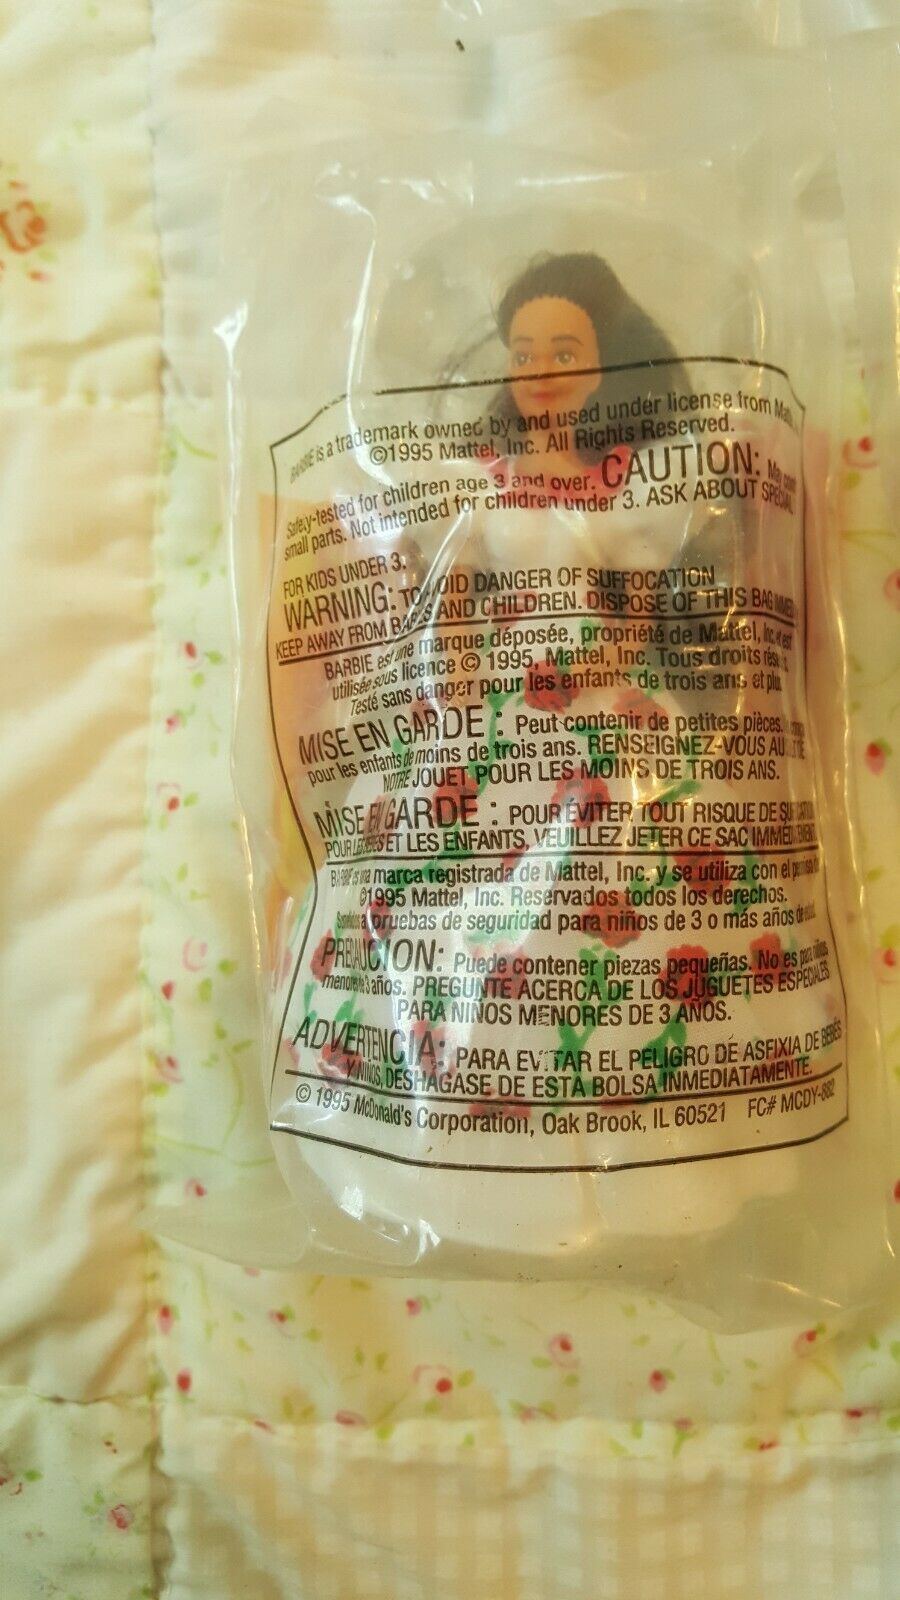 BARBIE is a trademark owned by and used under license from
©1995 Mattel, Inc. All Rights Reserved.
Safety-tested for children age 3 and over. CAUTION: May
small parts. Not intended for children under 3. ASK ABOUT SPECIAL
FOR KIDS UNDER 3.
WARNING: TO AVOID DANGER OF SUFFOCATION
KEEP AWAY FROM BABIES AND CHILDREN. DISPOSE OF THIS BAG
BARBIE est une marque déposée, propriété de Mattel, Inc. et est
utilisée sous licence © 1995, Mattel, Inc. Tous droits
Testé sans danger pour les enfants de trois ans et plus
MISE EN GARDE : Peut contenir de petites pièces.
pour les enfants de moins de trois ans. RENSEIGNEZ-VOUS AU
NOTRE JOUET POUR LES MOINS DE TROIS ANS.
MISE EN GARDE : POUR ÉVITER TOUT RISQUE DE
POUR LES BÉBÉS ET LES ENFANTS, VEUILLEZ JETER CE SAC
es una marca registrada de Mattel, Inc. y se utiliza con el permiso
©1995 Mattel, Inc. Reservados todos los derechos.
a pruebas de seguridad para niños de 3 o más años de
PRECAUCION: Puede contener piezas pequeñas. No es para niños
menores de 3 años. PREGUNTE ACERCA DE LOS JUGUETES ESPECIALES
PARA NIÑOS MENORES DE 3 AÑOS.
ADVERTENCIA: PARA EVITAR EL PELIGRO DE ASFIXIA DE BEBÉS
Y NIÑOS, DESHAGASE DE ESTA BOLSA INMEDIATAMENTE.
© 1995 McDonald's Corporation, Oak Brook, IL 60521 FC# MCDY-882